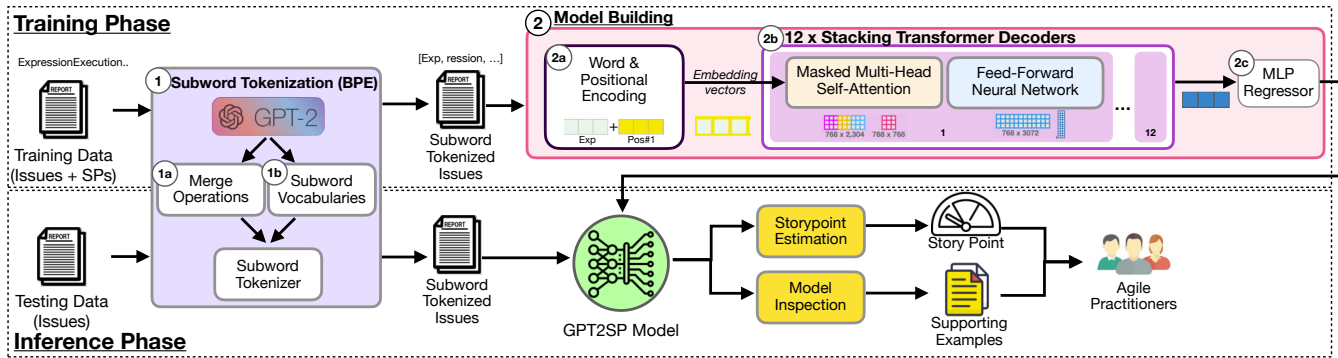 Training Phase
ExpressionExecution..
REPORT
Training Data
(Issues + SPs)
1
Subword Tokenization (BPE)
GPT-2
1a
Merge
Operations
1b
Subword
Vocabularies
Subword
Tokenizer
[Exp, ression, ...]
REPORT
Subword
Tokenized
Issues
2
Model Building
2a
Word &
Positional
Encoding
+
Exp
Pos#1
Embedding
vectors
2b
12 x Stacking Transformer Decoders
Masked Multi-Head
Self-Attention
Feed-Forward
Neural Network
768 x 2,304
768 x 768
1
768 x 3072
...
12
2c
MLP
Regressor
REPORT
Testing Data
(Issues)
Inference Phase
REPORT
Subword
Tokenized
Issues
GPT2SP Model
Storypoint
Estimation
Model
Inspection
Story Point
Supporting
Examples
Agile
Practitioners